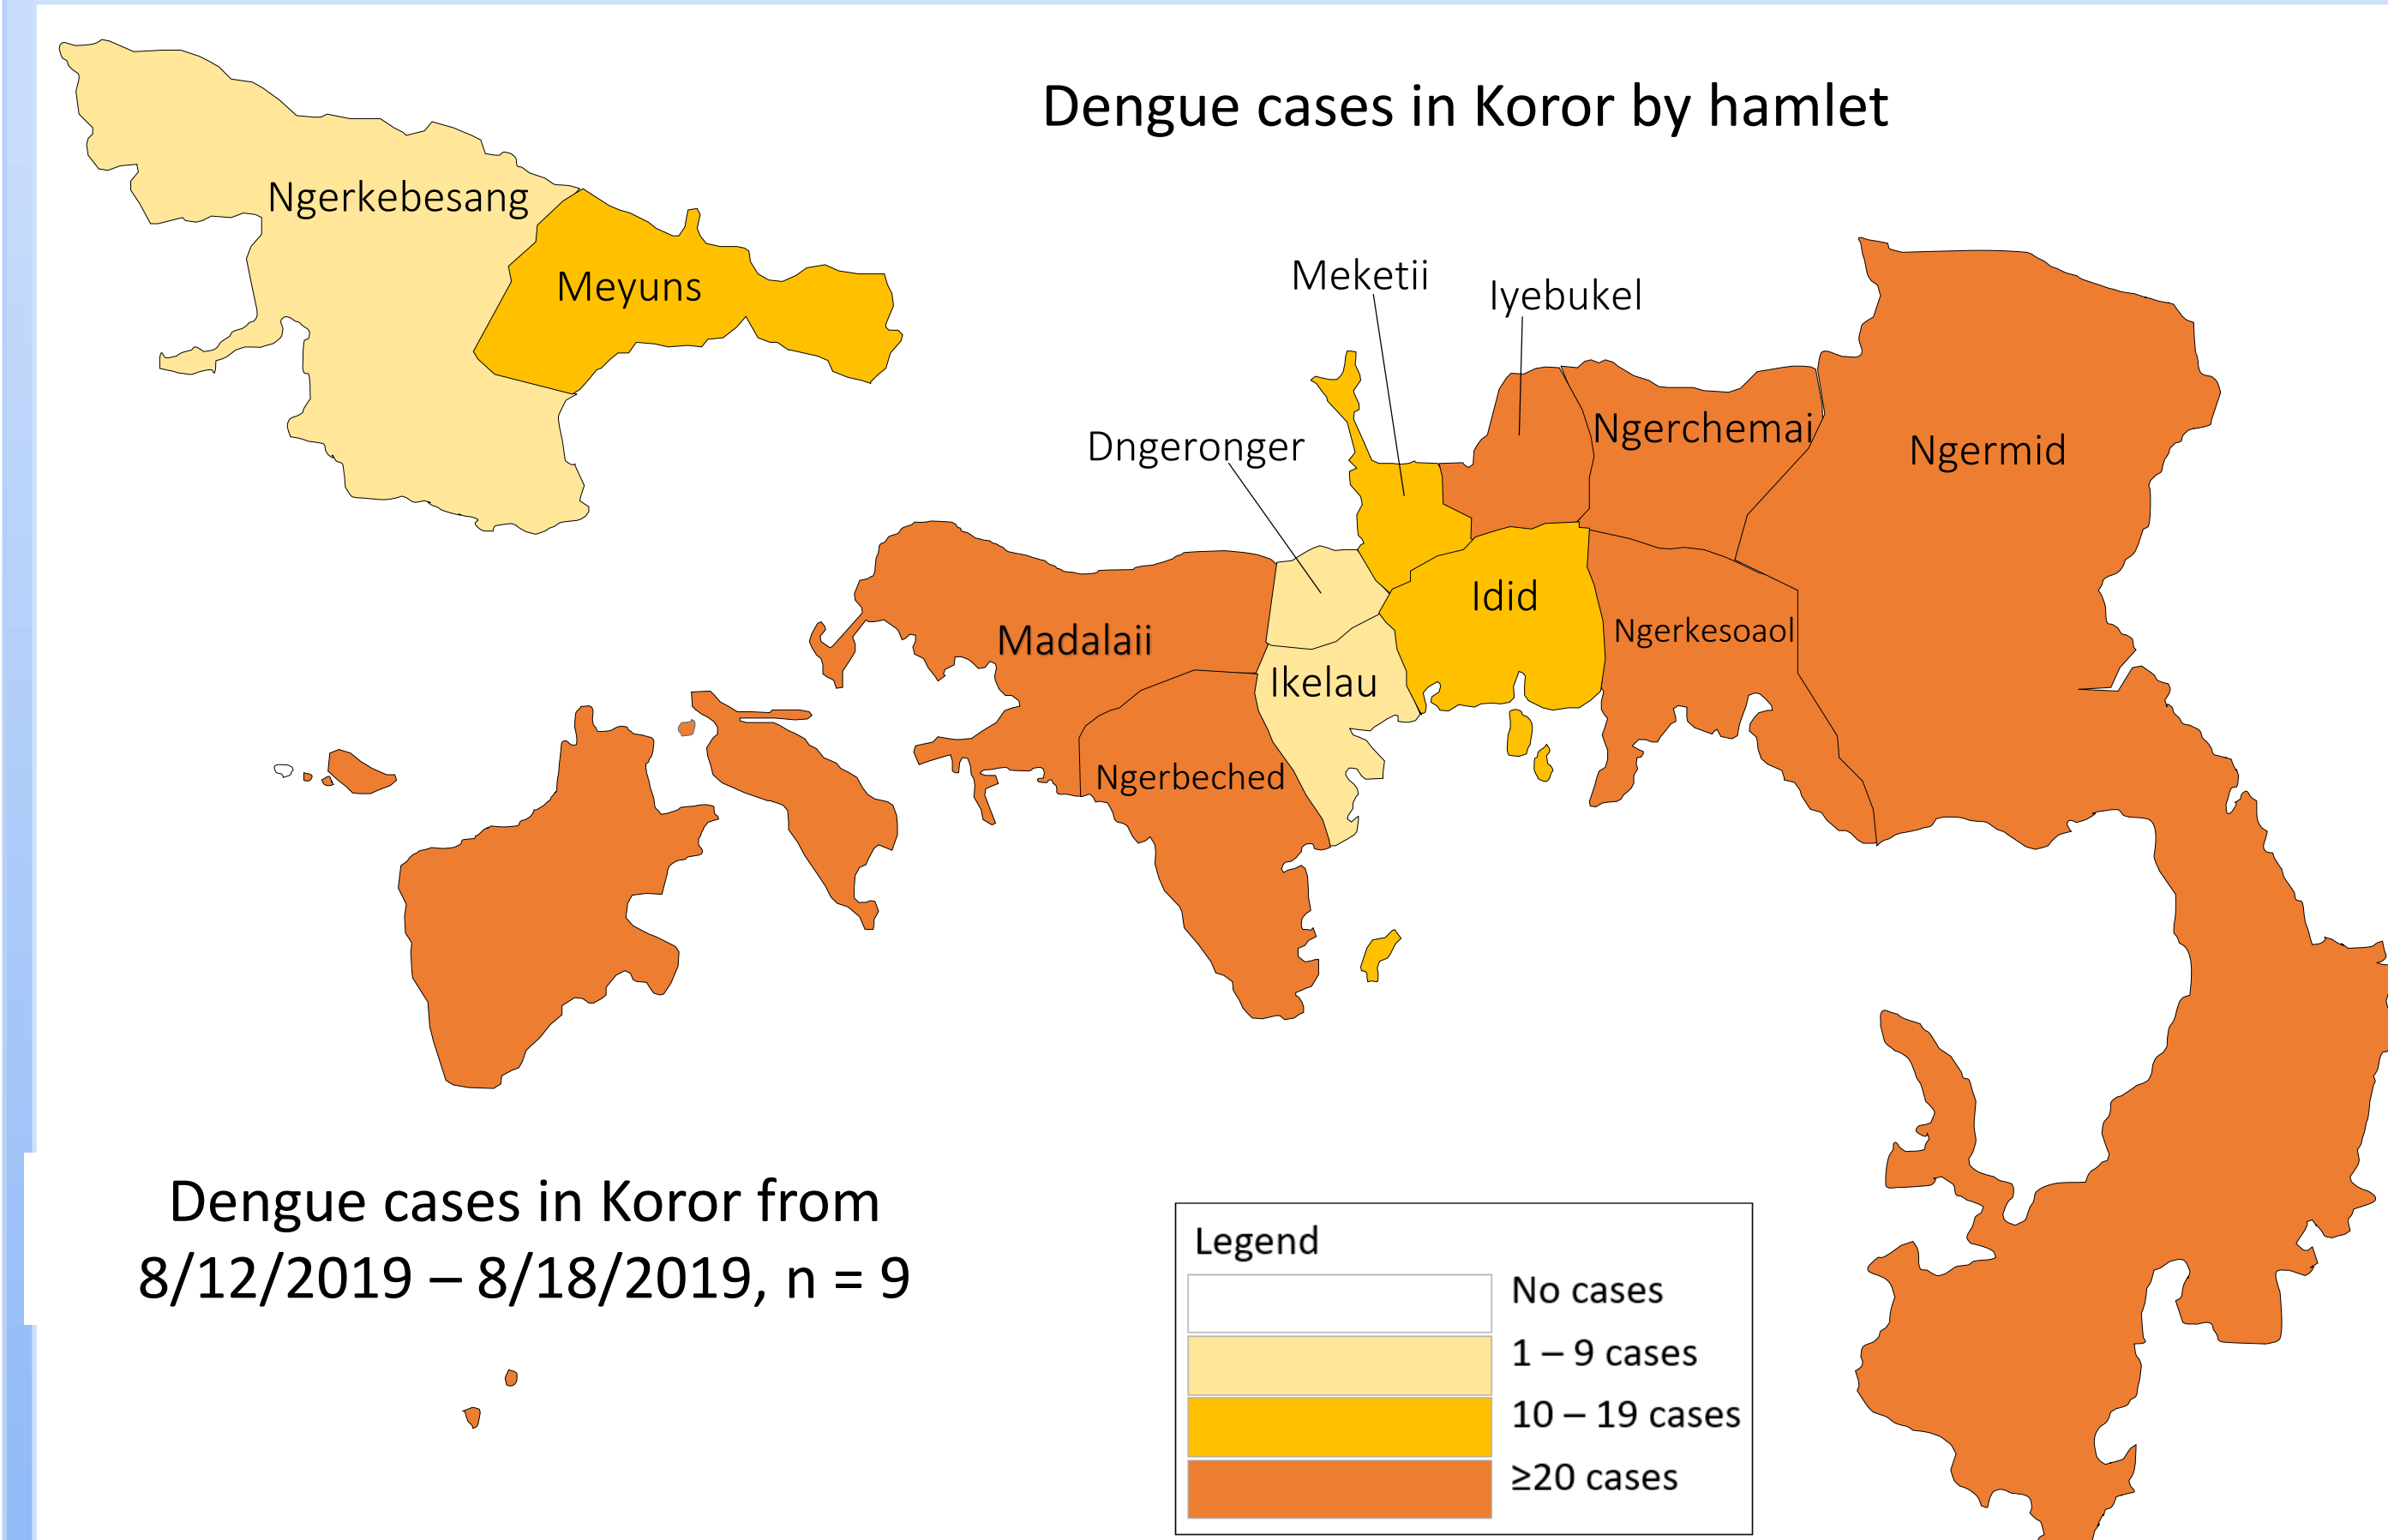 Dengue cases in Koror by hamlet
Ngerkebesang
Meyuns
Meketii
Iyebukel
Dngeronger
Ngerchemai
Ngermid
Idid
Ngerkesoaol
Madalaii
Ikelau
Ngerbeched
Dengue cases in Koror from
8/12/2019 – 8/18/2019, n = 9
Legend
No cases
1 – 9 cases
10 – 19 cases
≥20 cases